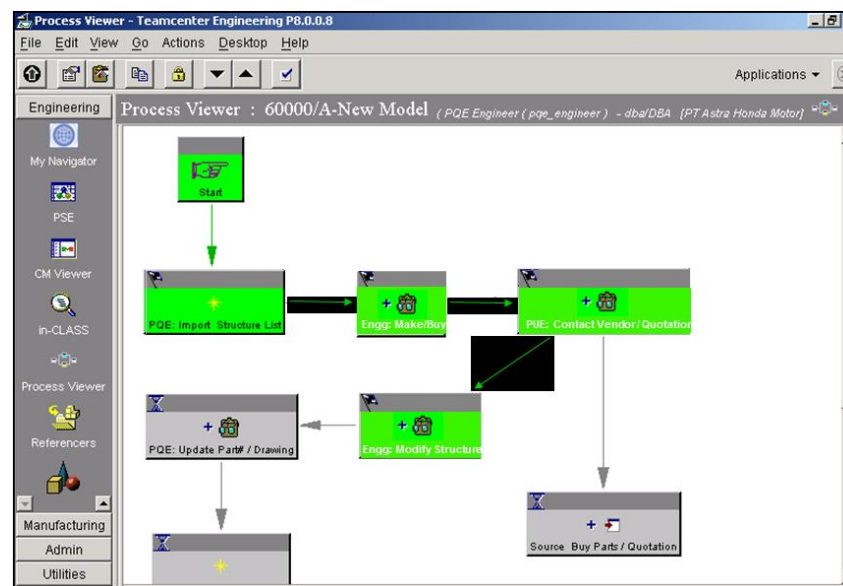 Process Viewer - Teamcenter Engineering P8.0.0.8
File Edit View Go Actions Desktop Help
Applications
Engineering
Process Viewer : 60000/A-New Model ( PQE Engineer ( pqe_engineer ) - dba/DBA [PT Astra Honda Motor]
My Navigator
PSE
CM Viewer
in-CLASS
Process Viewer
Referencers
Manufacturing
Admin
Utilities
Start
PQE: Import Structure List
Engg: Make/Buy
PUE: Contact Vendor / Quotation
PQE: Update Part# / Drawing
Engg: Modify Structure
Source Buy Parts / Quotation